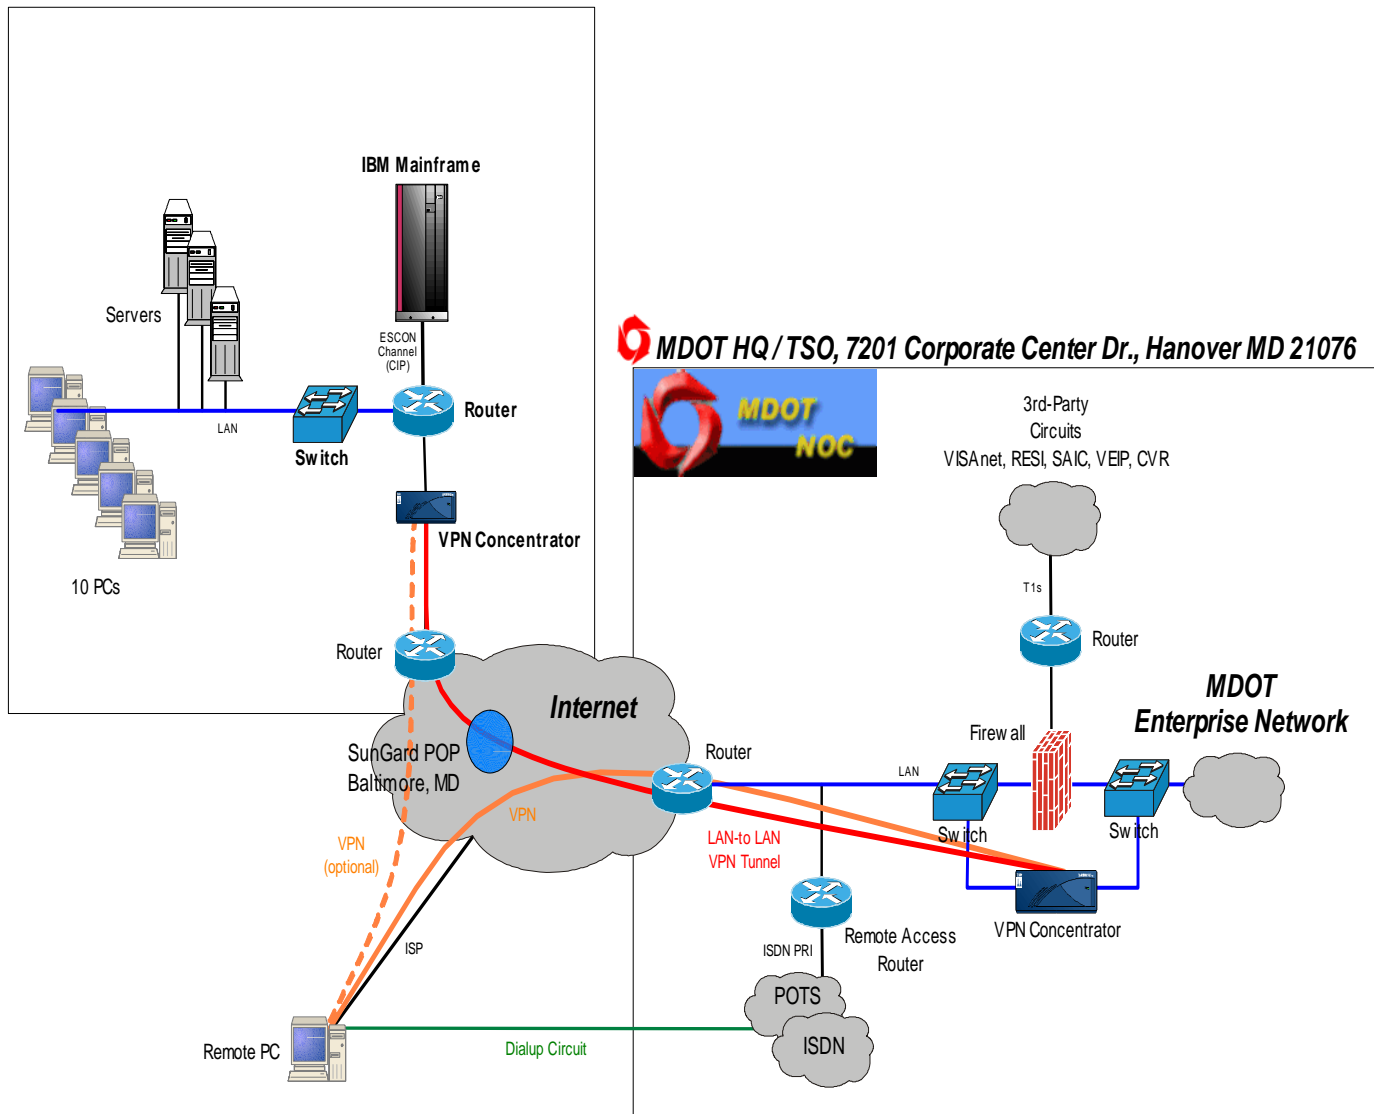 IBM Mainframe
Servers
ESCON
Channel
(CIP)
LAN
Switch
Router
VPN Concentrator
10 PCs
Router
MDOT HQ / TSO, 7201 Corporate Center Dr., Hanover MD 21076
MDOT
NOC
3rd-Party
Circuits
VISAnet, RESI, SAIC, VEIP, CVR
T1s
Router
MDOT
Enterprise Network
Firewall
Internet
SunGard POP
Baltimore, MD
Router
LAN
Switch
Switch
VPN
VPN
(optional)
LAN-to LAN
VPN Tunnel
VPN Concentrator
ISP
ISDN PRI
Remote Access
Router
POTS
ISDN
Remote PC
Dialup Circuit